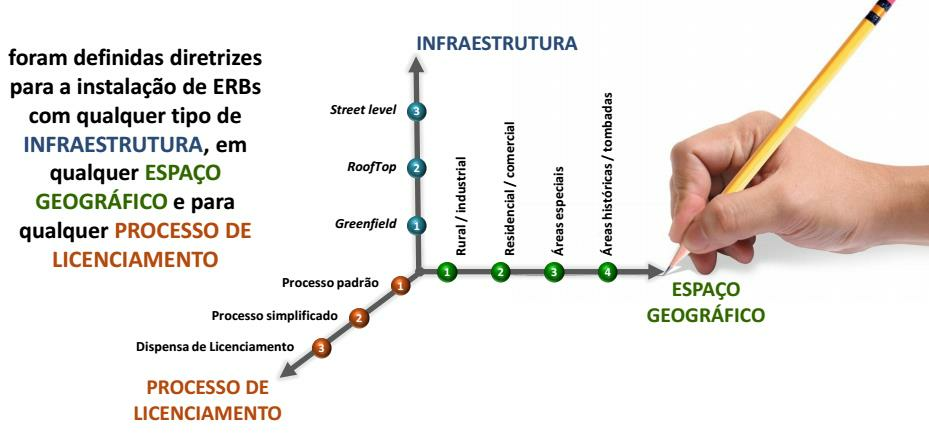 foram definidas diretrizes
para a instalação de ERBs
com qualquer tipo de
INFRAESTRUTURA, em
qualquer ESPAÇO
GEOGRÁFICO e para
qualquer PROCESSO DE
LICENCIAMENTO
INFRAESTRUTURA
Street level
3
RoofTop
2
Greenfield
1
Rural / industrial
Residencial / comercial
Áreas especiais
Áreas históricas / tombadas
1
2
3
4
ESPAÇO
GEOGRÁFICO
Processo padrão
1
Processo simplificado
2
Dispensa de Licenciamento
3
PROCESSO DE
LICENCIAMENTO